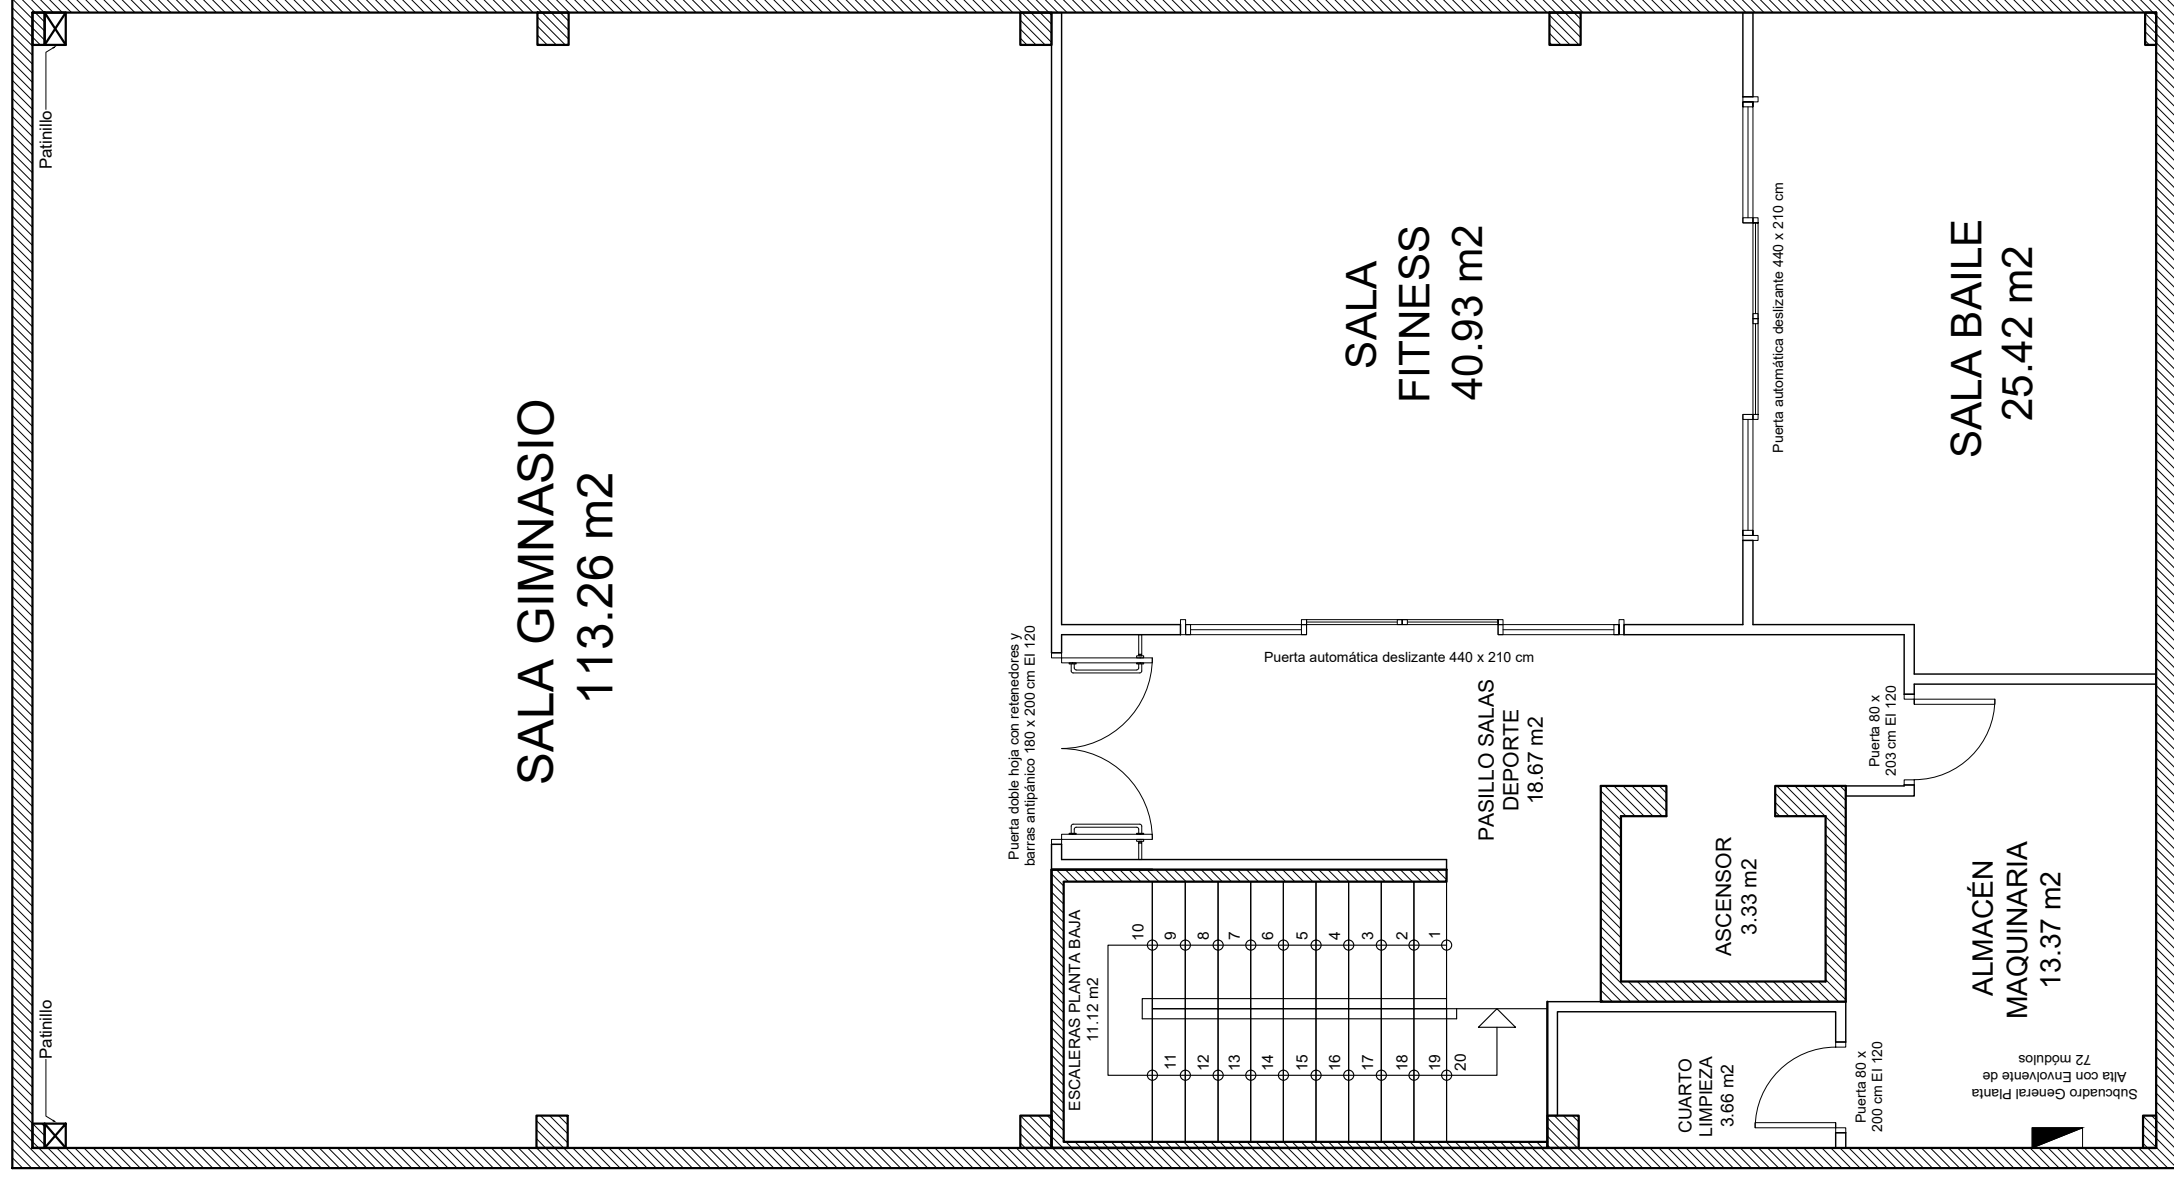 Patinillo
Patinillo
SALA GIMNASIO
113.26 m2
Puerta doble hoja con retenedores y
barras antipánico 180 x 200 cm EI 120
SALA
FITNESS
40.93 m2
Puerta automática deslizante 440 x 210 cm
Puerta automática deslizante 440 x 210 cm
SALA BAILE
25.42 m2
PASILLO SALAS
DEPORTE
18.67 m2
Puerta 80 x
203 cm EI 120
ESCALERAS PLANTA BAJA
11.12 m2
10
9
8
7
6
5
4
3
2
1
11
12
13
14
15
16
17
18
19
20
ASCENSOR
3.33 m2
ALMACÉN
MAQUINARIA
13.37 m2
CUARTO
LIMPIEZA
3.66 m2
Puerta 80 x
200 cm EI 120
Subcuadro General Planta
Alta con Envolvente de
72 módulos